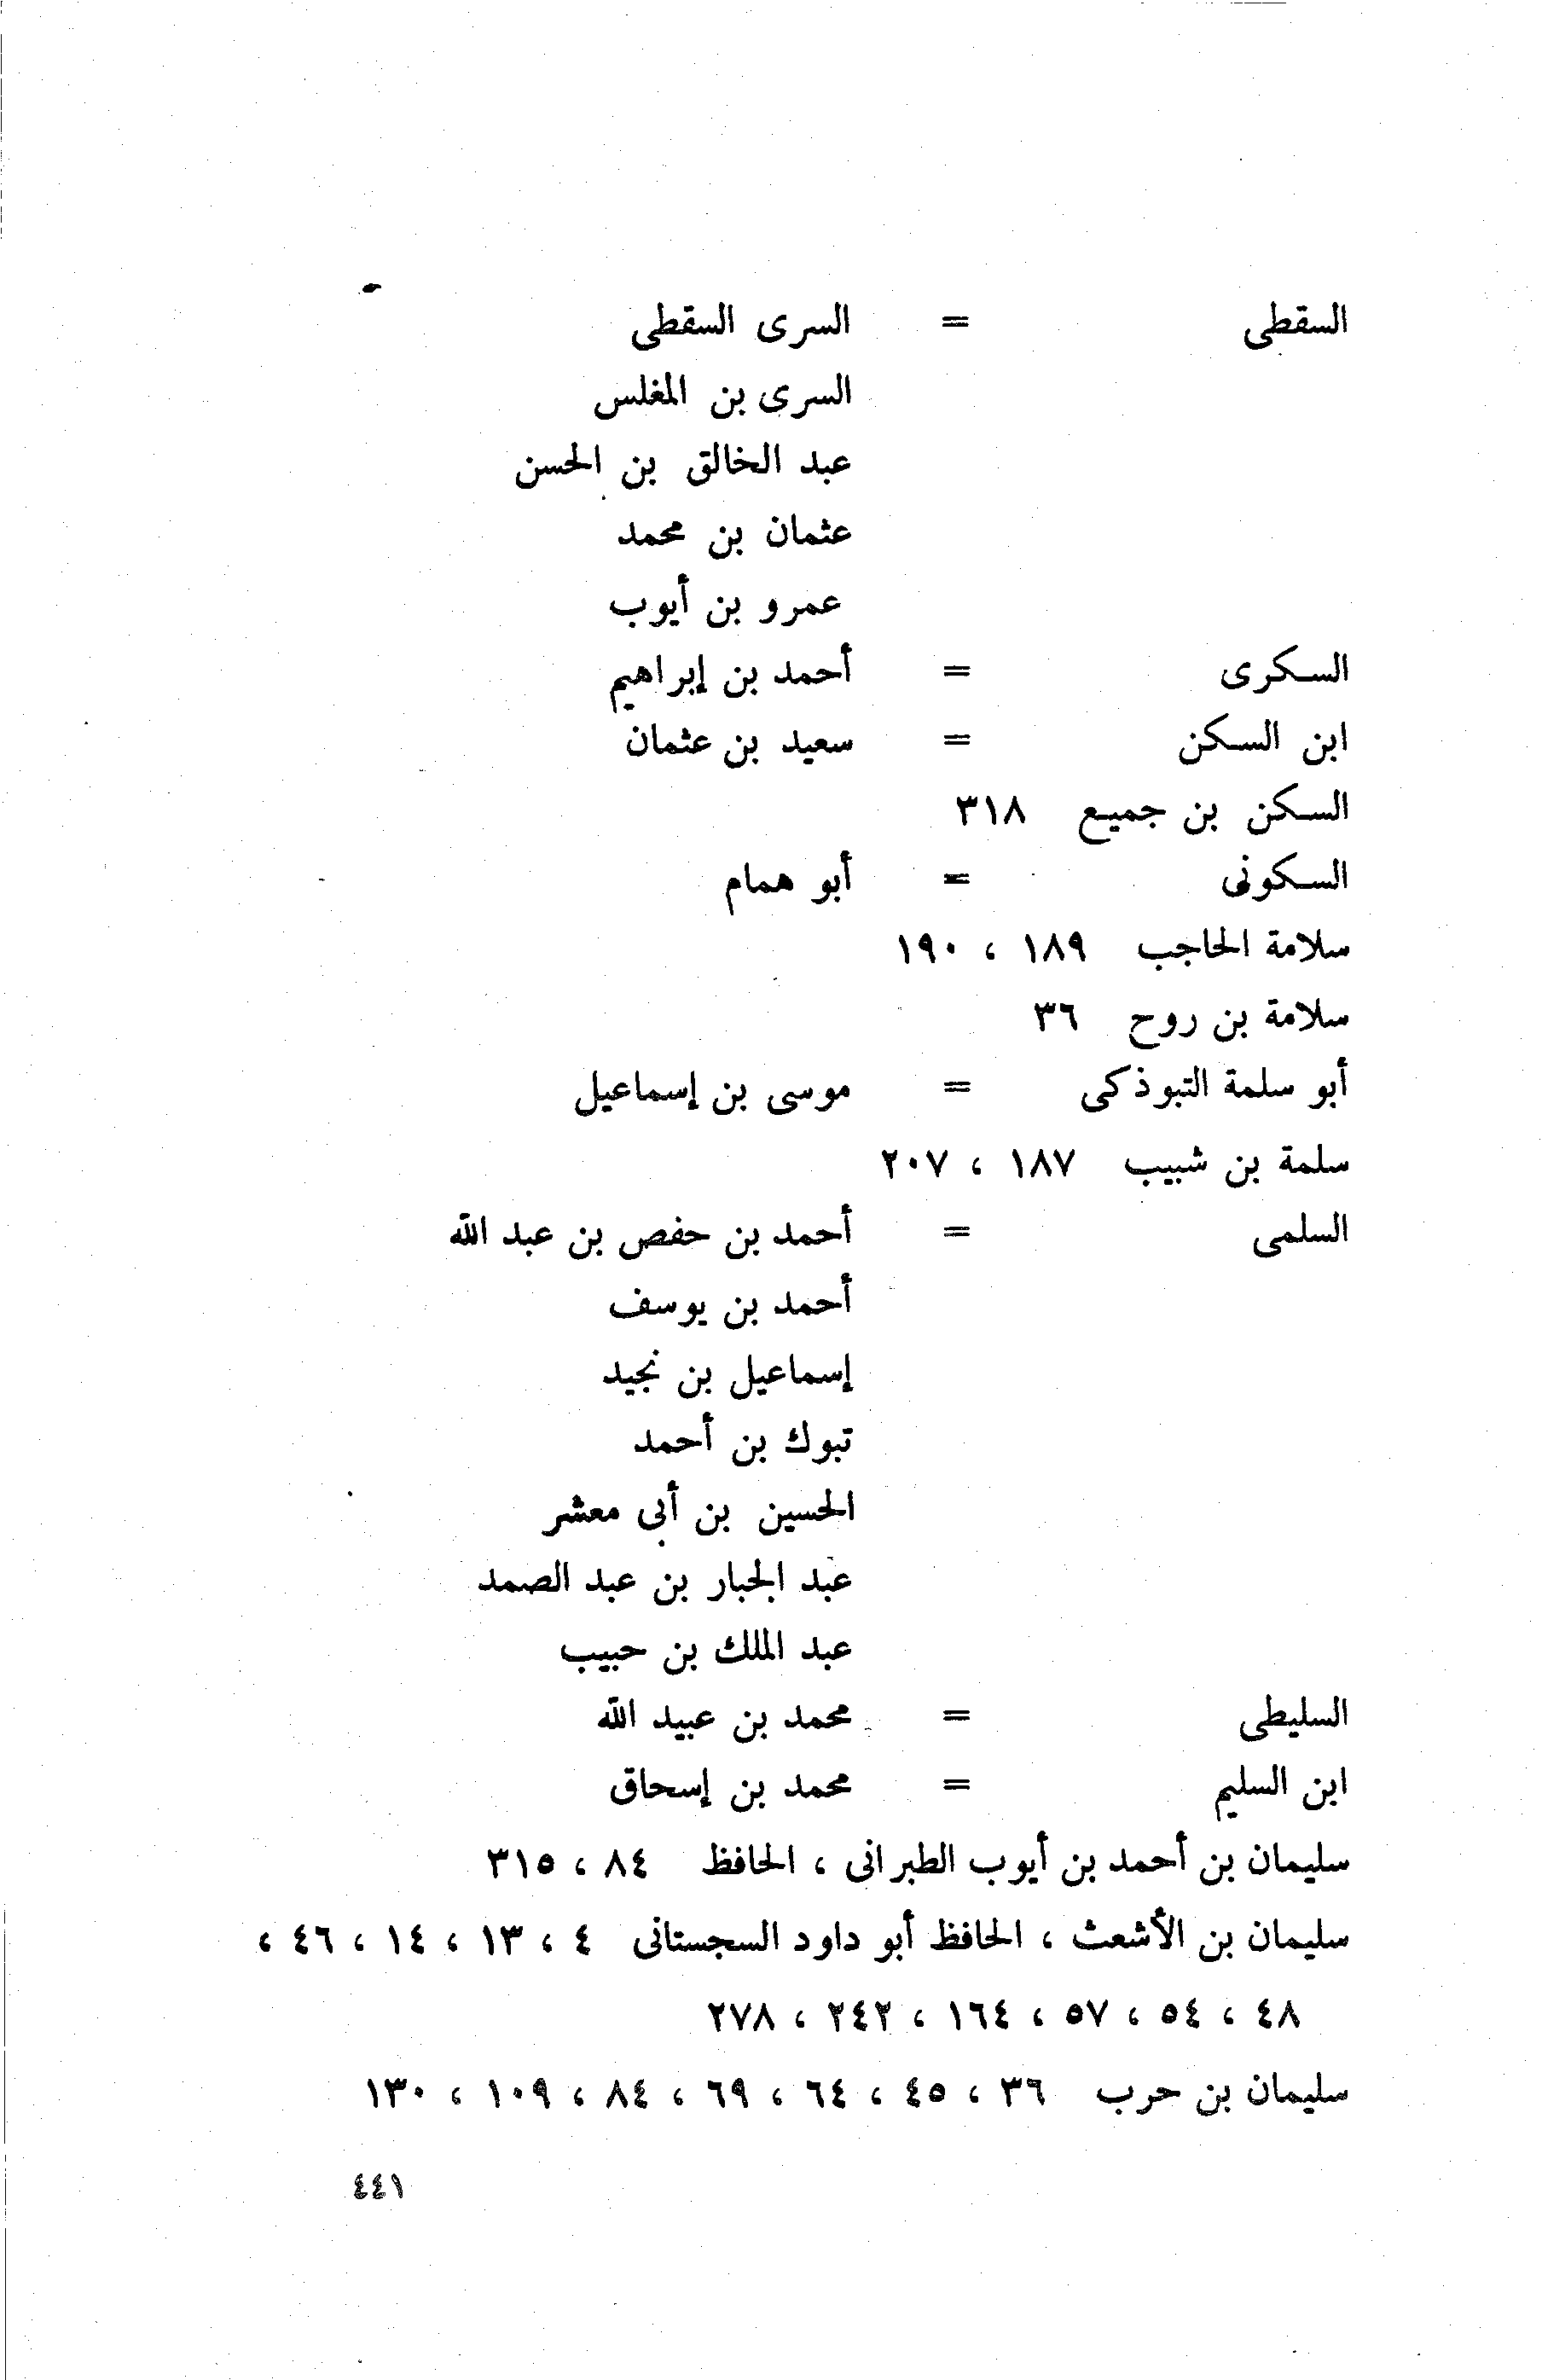 السقطى = السرى السقطى
السرى بن المغلس
عبد الخالق بن الحسن
عثمان بن محمد
عمرو بن أيوب
السكرى = أحمد بن إبراهيم
ابن السكن = سعيد بن عثمان
السكن بن جميع ٣١٨
السكونى = أبو همام
سلامة الحاجب ١٨٩ ، ١٩٠
سلامة بن روح ٣٦
أبو سلمة التبوذكى = موسى بن إسماعيل
سلمة بن شبيب ١٨٧ ، ٢٠٧
السلمى = أحمد بن حفص بن عبد الله
أحمد بن يوسف
إسماعيل بن نجيد
تبوك بن أحمد
الحسين بن أبى معشر
عبد الجبار بن عبد الصمد
عبد الملك بن حبيب
السليطى = محمد بن عبيد الله
ابن السليم = محمد بن إسحاق
سليمان بن أحمد بن أيوب الطبرانى ، الحافظ ٨٤ ، ٣١٥
سليمان بن الأشعث ، الحافظ أبو داود السجستانى ٤ ، ١٣ ، ١٤ ، ٤٦ ،
٤٨ ، ٥٤ ، ٥٧ ، ١٦٤ ، ٢٤٢ ، ٢٧٨
سليمان بن حرب ٣٦ ، ٤٥ ، ٦٤ ، ٦٩ ، ٨٤ ، ١٠٩ ، ١٣٠
٤٤١